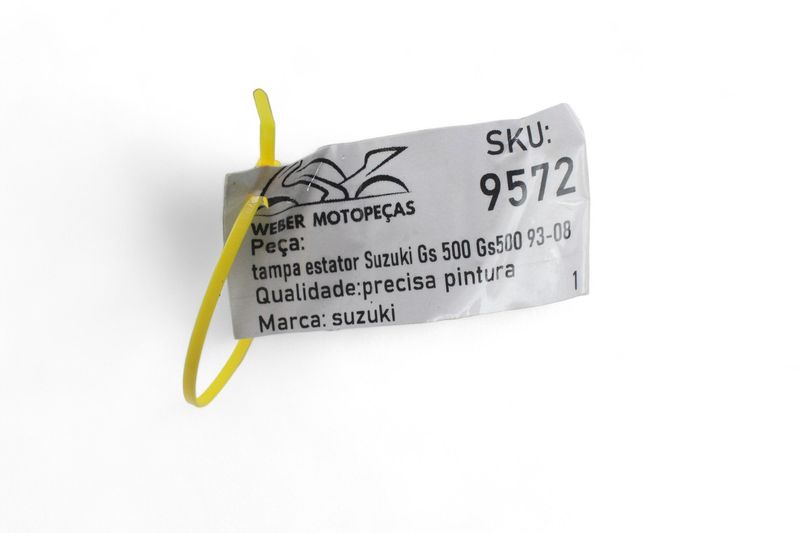 SKU:
9572
WEBER MOTOPEÇAS
Peça:
tampa estator Suzuki Gs 500 Gs500 93-08
Qualidade:precisa pintura
1
Marca: suzuki